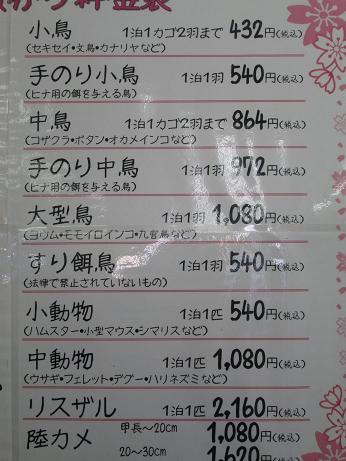 小鳥 1泊1カゴ2羽まで 432円(税込)
(セキセイ・文鳥・カナリヤなど)
手のり小鳥 1泊1羽 540円(税込)
(ヒナ用の餌を与える鳥)
中鳥 1泊1カゴ2羽まで 864円(税込)
(コザクラ・ボタン・オカメインコなど)
手のり中鳥 1泊1羽 972円(税込)
(ヒナ用の餌を与える鳥)
大型鳥 1泊1羽 1,080円(税込)
(ヨウム・モモイロインコ・九官鳥など)
すり餌鳥 1泊1羽 540円(税込)
(法律で禁止されていないもの)
小動物 1泊1匹 540円(税込)
(ハムスター・小型マウス・シマリスなど)
中動物 1泊1匹 1,080円(税込)
(ウサギ・フェレット・デグー・ハリネズミなど)
リスザル 1泊1匹 2,160円(税込)
陸カメ 甲長~20cm 1,080円(税込)
20~30cm 1,620円(税込)